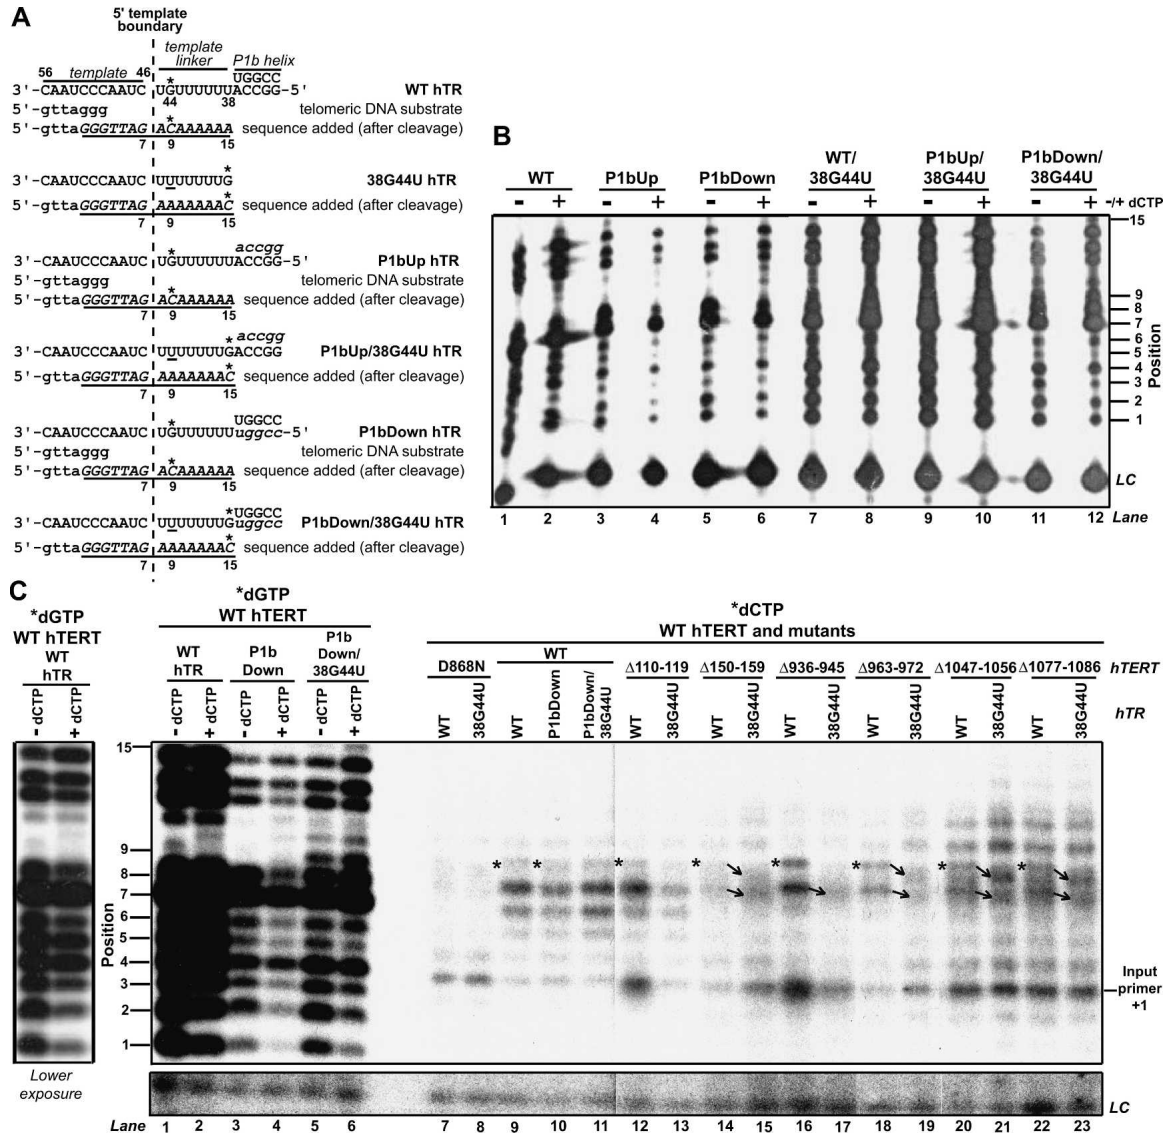 A
5' template
boundary
template
linker
P1b helix
56 template 46
UGGCC
*
3'-CAAUCCCAAUC UGUUUUUUACCGG-5'
44 38
WT hTR
5'-gttaggg telomeric DNA substrate
*
5'-gttaGGGTTAG ACAAAAAA sequence added (after cleavage)
7 9 15
*
3'-CAAUCCCAAUC UUUUUUUG 38G44U hTR
*
5'-gttaGGGTTAG AAAAAAAC sequence added (after cleavage)
7 9 15
accgg
*
3'-CAAUCCCAAUC UGUUUUUUACCGG-5' P1bUp hTR
5'-gttaggg telomeric DNA substrate
*
5'-gttaGGGTTAG ACAAAAAA sequence added (after cleavage)
7 9 15
accgg
*
3'-CAAUCCCAAUC UUUUUUUGACCGG P1bUp/38G44U hTR
*
5'-gttaGGGTTAG AAAAAAAC sequence added (after cleavage)
7 9 15
UGGCC
*
3'-CAAUCCCAAUC UGUUUUUUuggcc-5' P1bDown hTR
5'-gttaggg telomeric DNA substrate
*
5'-gttaGGGTTAG ACAAAAAA sequence added (after cleavage)
7 9 15
*UGGCC
3'-CAAUCCCAAUC UUUUUUUGuggcc P1bDown/38G44U hTR
*
5'-gttaGGGTTAG AAAAAAAC sequence added (after cleavage)
7 9 15
B
WT P1bUp P1bDown WT/38G44U P1bUp/38G44U P1bDown/38G44U
- + - + - + - + - + - + -/+ dCTP
15
9
8
7
6
5
4
3
2
1
Position
LC
1 2 3 4 5 6 7 8 9 10 11 12 Lane
C
*dGTP
WT hTERT
WT
hTR
- dCTP
+ dCTP
Lower
exposure
*dGTP
WT hTERT
WT
hTR
P1b
Down
P1b
Down/
38G44U
- dCTP
+ dCTP
- dCTP
+ dCTP
- dCTP
+ dCTP
*dCTP
WT hTERT and mutants
D868N WT Δ110-119 Δ150-159 Δ936-945 Δ963-972 Δ1047-1056 Δ1077-1086 hTERT
WT
38G44U
WT
P1bDown
P1bDown/
38G44U
WT
38G44U
WT
38G44U
WT
38G44U
WT
38G44U
WT
38G44U
WT
38G44U
hTR
15
9
8
7
6
5
4
3
2
1
Position
* * * * * * * *
Input
primer
+1
LC
Lane 1 2 3 4 5 6 7 8 9 10 11 12 13 14 15 16 17 18 19 20 21 22 23